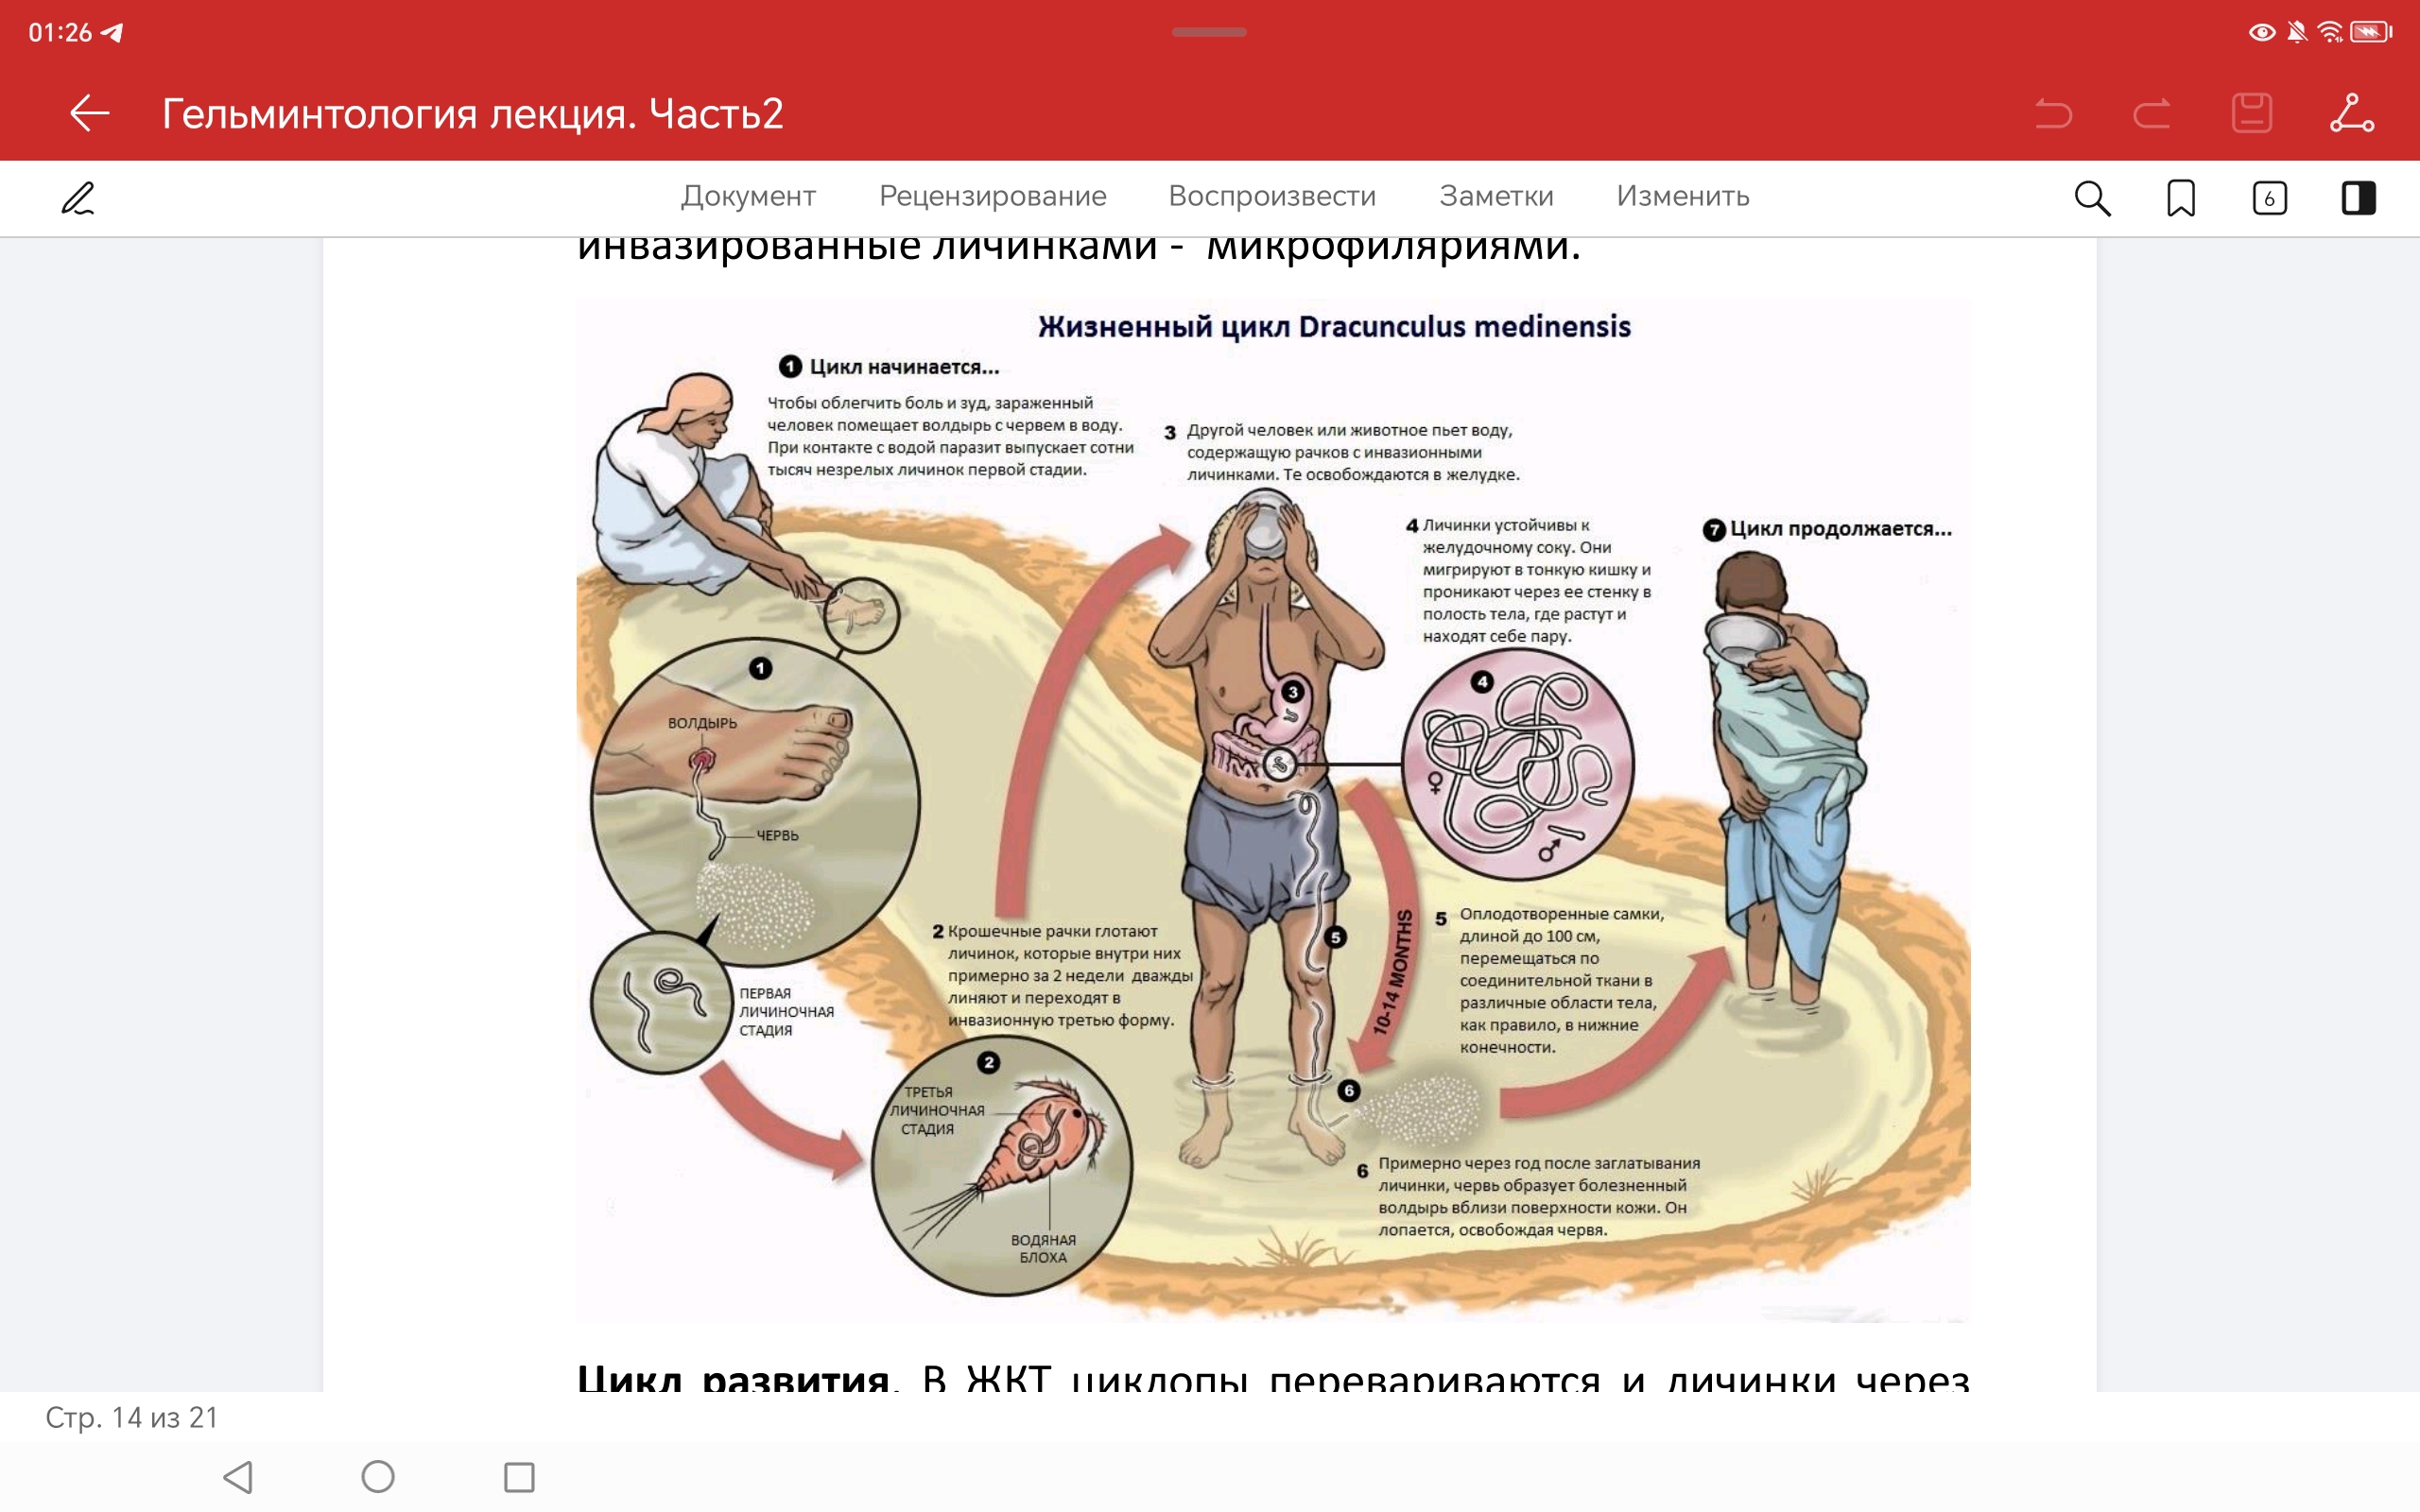 01:26
Гельминтология лекция. Часть2
Документ Рецензирование Воспроизвести Заметки Изменить
6
инвазированные личинками - микрофиляриями.
Жизненный цикл Dracunculus medinensis
1 Цикл начинается...
Чтобы облегчить боль и зуд, зараженный
человек помещает волдырь с червем в воду.
При контакте с водой паразит выпускает сотни
тысяч незрелых личинок первой стадии.
3 Другой человек или животное пьет воду,
содержащую рачков с инвазионными
личинками. Те освобождаются в желудке.
4 Личинки устойчивы к
желудочному соку. Они
мигрируют в тонкую кишку и
проникают через ее стенку в
полость тела, где растут и
находят себе пару.
7 Цикл продолжается...
1
ВОЛДЫРЬ
ЧЕРВЬ
3
4
♀
♂
ПЕРВАЯ
ЛИЧИНОЧНАЯ
СТАДИЯ
2 Крошечные рачки глотают
личинок, которые внутри них
примерно за 2 недели дважды
линяют и переходят в
инвазионную третью форму.
5
10-14 MONTHS
5 Оплодотворенные самки,
длиной до 100 см,
перемещаться по
соединительной ткани в
различные области тела,
как правило, в нижние
конечности.
2
ТРЕТЬЯ
ЛИЧИНОЧНАЯ
СТАДИЯ
ВОДЯНАЯ
БЛОХА
6
6 Примерно через год после заглатывания
личинки, червь образует болезненный
волдырь вблизи поверхности кожи. Он
лопается, освобождая червя.
Цикл развития. В ЖКТ циклопы перевариваются и личинки через
Стр. 14 из 21